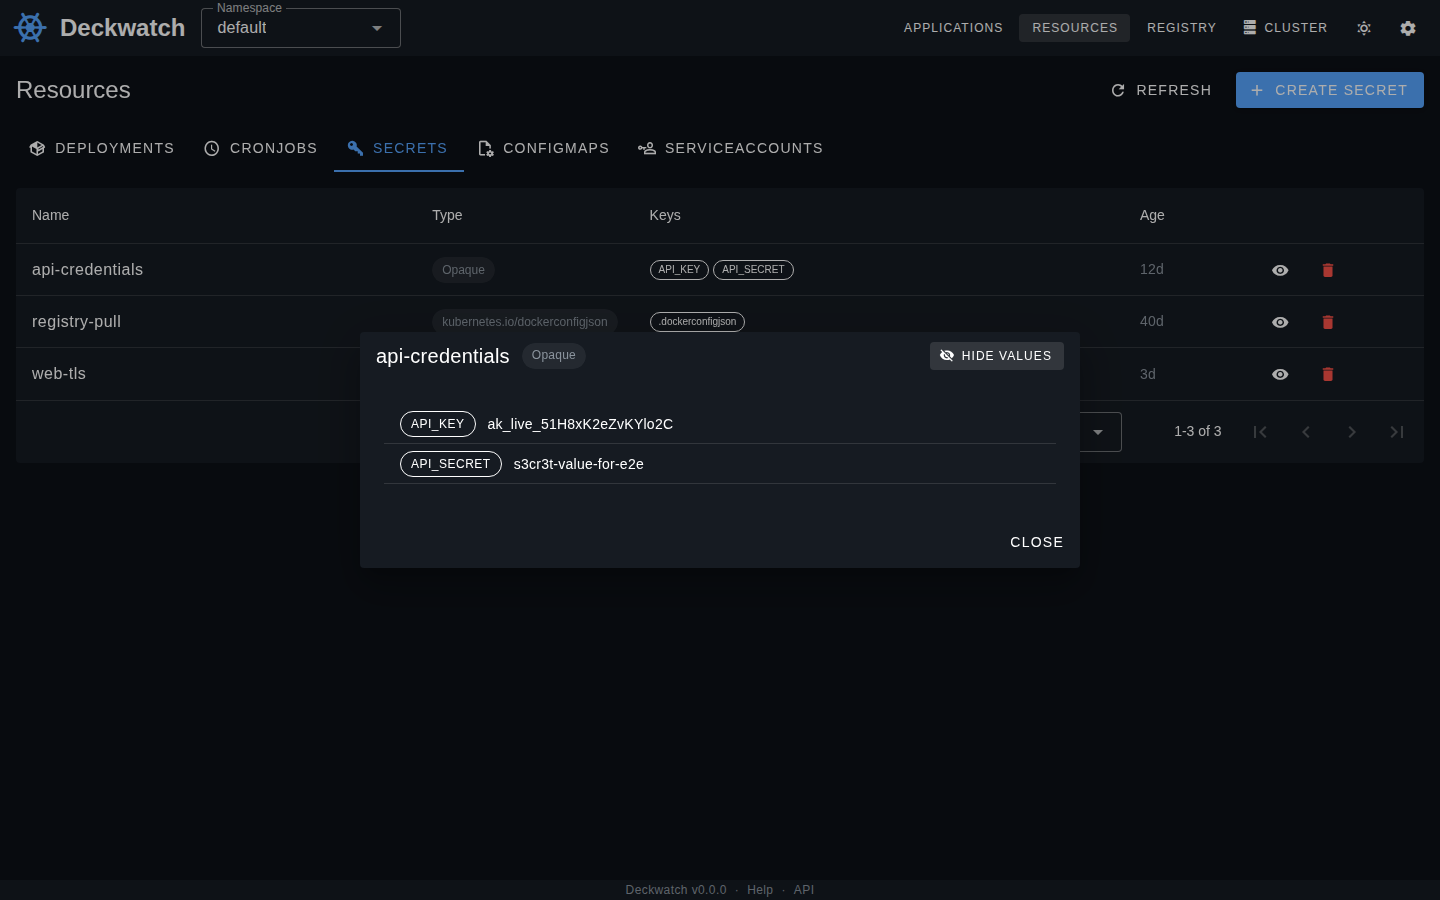 Deckwatch
Namespace
default
APPLICATIONS
RESOURCES
REGISTRY
CLUSTER
Resources
REFRESH
CREATE SECRET
DEPLOYMENTS
CRONJOBS
SECRETS
CONFIGMAPS
SERVICEACCOUNTS
Name Type Keys Age
api-credentials Opaque API_KEY API_SECRET 12d
registry-pull kubernetes.io/dockerconfigjson .dockerconfigjson 40d
web-tls 3d
1-3 of 3
api-credentials Opaque HIDE VALUES
API_KEY ak_live_51H8xK2eZvKYlo2C
API_SECRET s3cr3t-value-for-e2e
CLOSE
Deckwatch v0.0.0 · Help · API